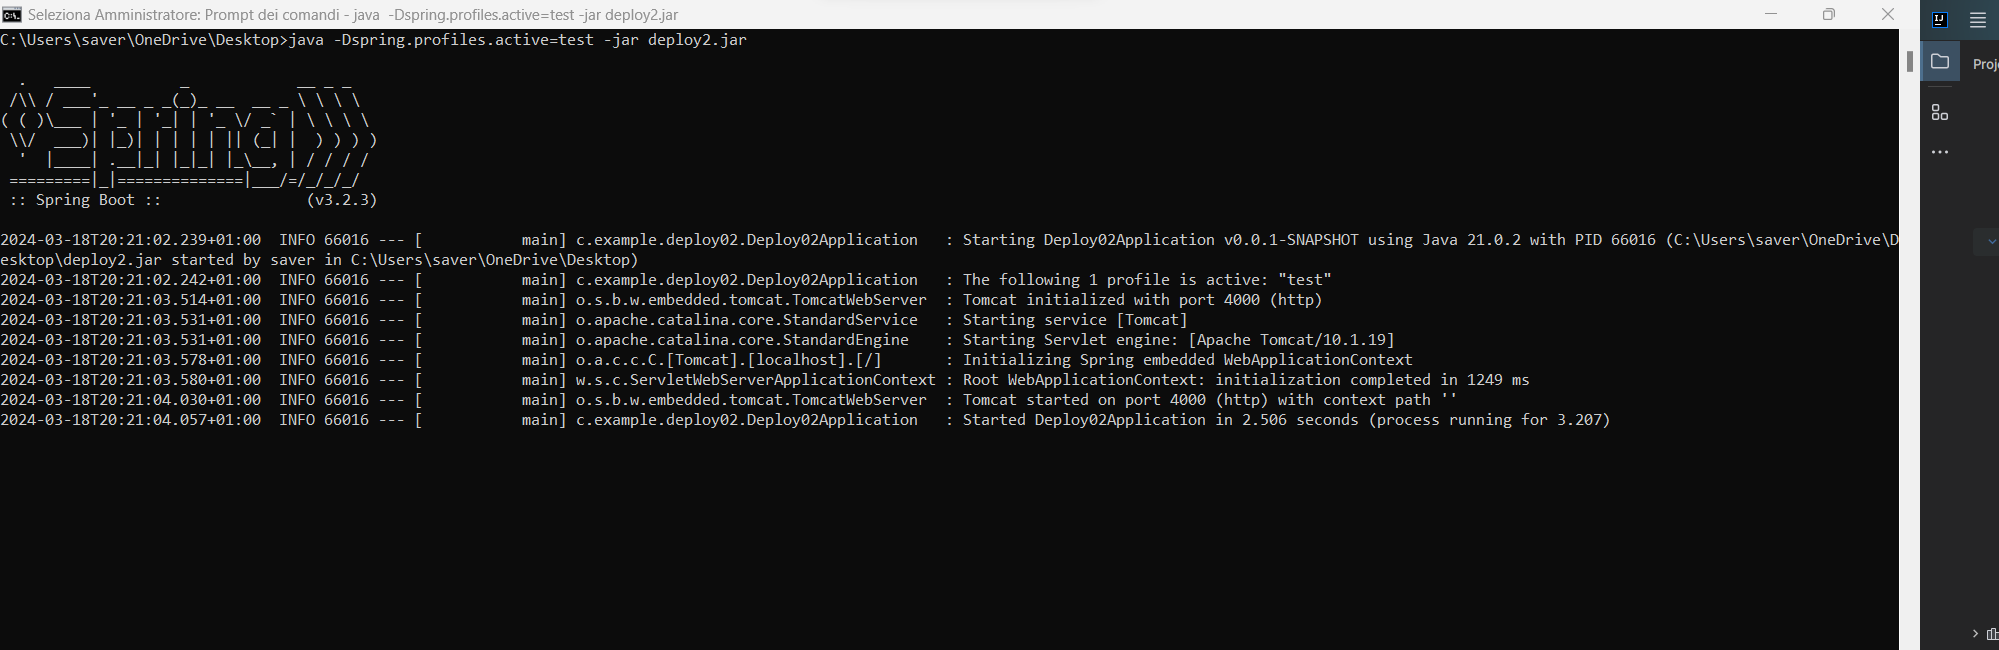 Seleziona Amministratore: Prompt dei comandi - java  -Dspring.profiles.active=test -jar deploy2.jar
C:\Users\saver\OneDrive\Desktop>java -Dspring.profiles.active=test -jar deploy2.jar
  .   ____          _            __ _ _
 /\\ / ___'_ __ _ _(_)_ __  __ _ \ \ \ \
( ( )\___ | '_ | '_| | '_ \/ _` | \ \ \ \
 \\/  ___)| |_)| | | | | || (_| |  ) ) ) )
  '  |____| .__|_| |_|_| |_\__, | / / / /
 =========|_|==============|___/=/_/_/_/
 :: Spring Boot ::                (v3.2.3)
2024-03-18T20:21:02.239+01:00  INFO 66016 --- [           main] c.example.deploy02.Deploy02Application   : Starting Deploy02Application v0.0.1-SNAPSHOT using Java 21.0.2 with PID 66016 (C:\Users\saver\OneDrive\D
esktop\deploy2.jar started by saver in C:\Users\saver\OneDrive\Desktop)
2024-03-18T20:21:02.242+01:00  INFO 66016 --- [           main] c.example.deploy02.Deploy02Application   : The following 1 profile is active: "test"
2024-03-18T20:21:03.514+01:00  INFO 66016 --- [           main] o.s.b.w.embedded.tomcat.TomcatWebServer  : Tomcat initialized with port 4000 (http)
2024-03-18T20:21:03.531+01:00  INFO 66016 --- [           main] o.apache.catalina.core.StandardService   : Starting service [Tomcat]
2024-03-18T20:21:03.531+01:00  INFO 66016 --- [           main] o.apache.catalina.core.StandardEngine    : Starting Servlet engine: [Apache Tomcat/10.1.19]
2024-03-18T20:21:03.578+01:00  INFO 66016 --- [           main] o.a.c.c.C.[Tomcat].[localhost].[/]       : Initializing Spring embedded WebApplicationContext
2024-03-18T20:21:03.580+01:00  INFO 66016 --- [           main] w.s.c.ServletWebServerApplicationContext : Root WebApplicationContext: initialization completed in 1249 ms
2024-03-18T20:21:04.030+01:00  INFO 66016 --- [           main] o.s.b.w.embedded.tomcat.TomcatWebServer  : Tomcat started on port 4000 (http) with context path ''
2024-03-18T20:21:04.057+01:00  INFO 66016 --- [           main] c.example.deploy02.Deploy02Application   : Started Deploy02Application in 2.506 seconds (process running for 3.207)
IJ